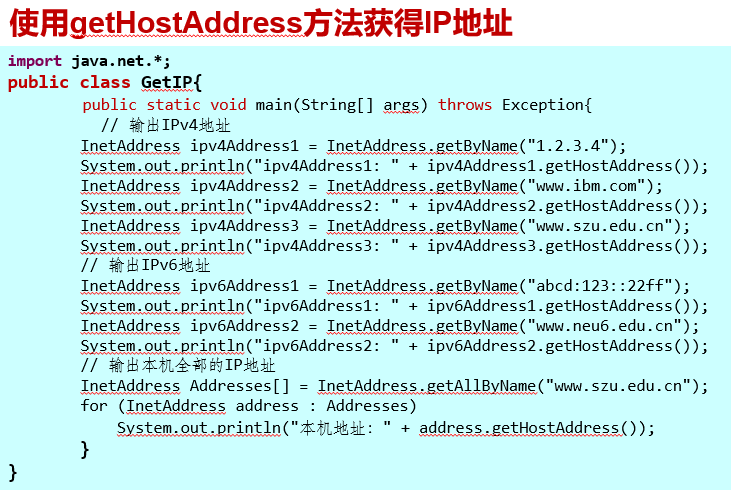 使用getHostAddress方法获得IP地址
import java.net.*;
public class GetIP{
public static void main(String[] args) throws Exception{
// 输出IPv4地址
InetAddress ipv4Address1 = InetAddress.getByName("1.2.3.4");
System.out.println("ipv4Address1: " + ipv4Address1.getHostAddress());
InetAddress ipv4Address2 = InetAddress.getByName("www.ibm.com");
System.out.println("ipv4Address2: " + ipv4Address2.getHostAddress());
InetAddress ipv4Address3 = InetAddress.getByName("www.szu.edu.cn");
System.out.println("ipv4Address3: " + ipv4Address3.getHostAddress());
// 输出IPv6地址
InetAddress ipv6Address1 = InetAddress.getByName("abcd:123::22ff");
System.out.println("ipv6Address1: " + ipv6Address1.getHostAddress());
InetAddress ipv6Address2 = InetAddress.getByName("www.neu6.edu.cn");
System.out.println("ipv6Address2: " + ipv6Address2.getHostAddress());
// 输出本机全部的IP地址
InetAddress Addresses[] = InetAddress.getAllByName("www.szu.edu.cn");
for (InetAddress address : Addresses)
System.out.println("本机地址: " + address.getHostAddress());
}
}